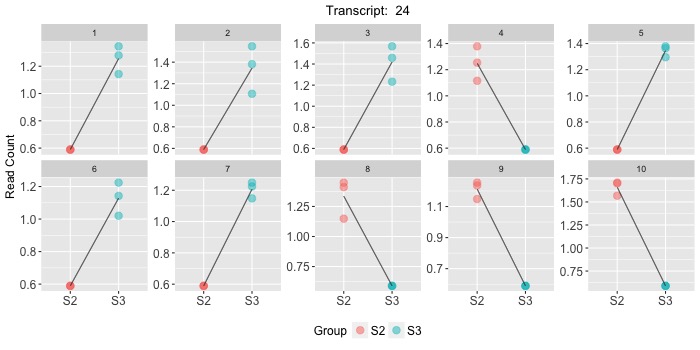 Transcript: 24
Read Count
1 2 3 4 5
1.2 1.0 0.8 0.6
1.4 1.2 1.0 0.8 0.6
1.6 1.4 1.2 1.0 0.8 0.6
1.4 1.2 1.0 0.8 0.6
1.4 1.2 1.0 0.8 0.6
6 7 8 9 10
1.2 1.0 0.8 0.6
1.2 1.0 0.8 0.6
1.25 1.00 0.75
1.1 0.9 0.7
1.75 1.50 1.25 1.00 0.75
S2 S3 S2 S3 S2 S3 S2 S3 S2 S3
Group S2 S3